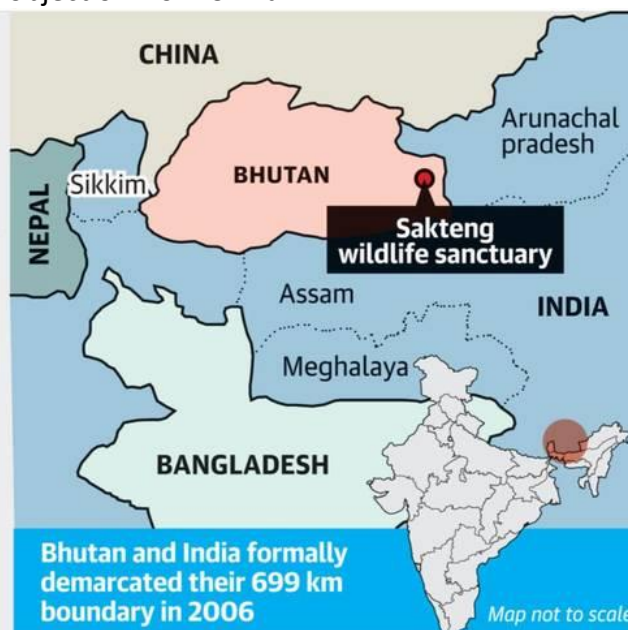 CHINA
Arunachal
pradesh
BHUTAN
Sikkim
NEPAL
Sakteng
wildlife sanctuary
Assam
INDIA
Meghalaya
BANGLADESH
Bhutan and India formally
demarcated their 699 km
boundary in 2006
Map not to scale